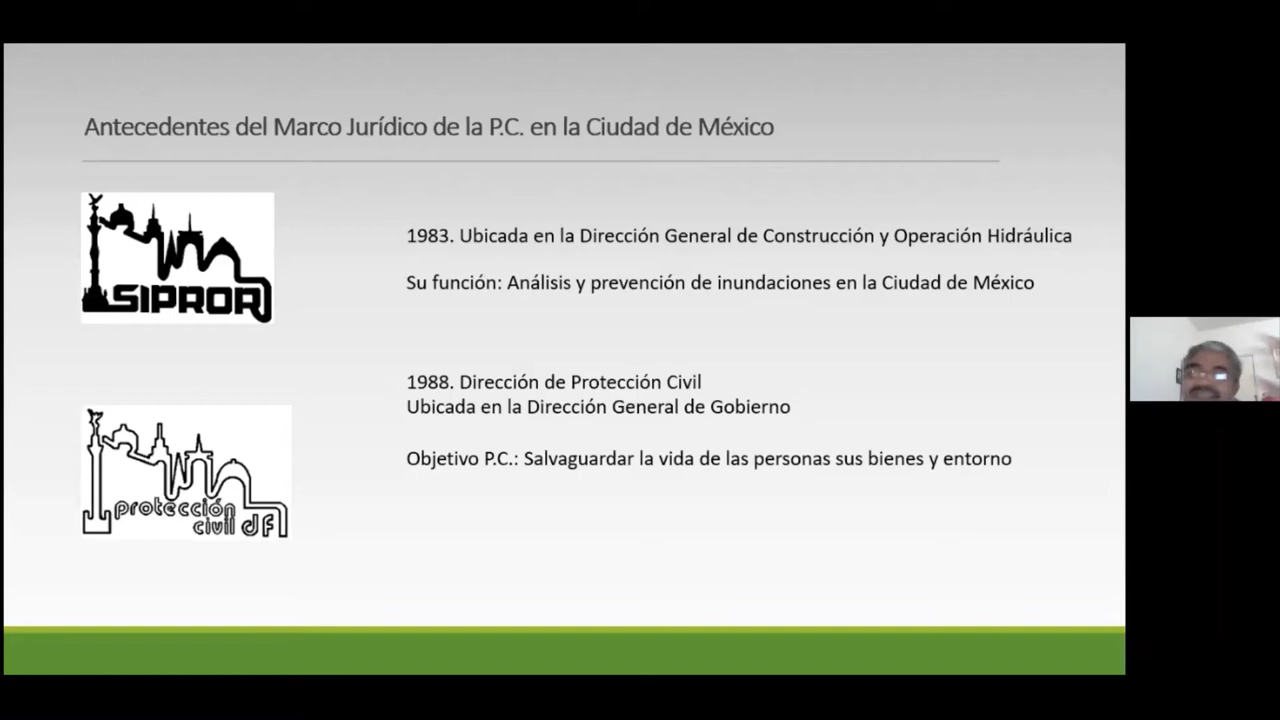 Antecedentes del Marco Jurídico de la P.C. en la Ciudad de México
SIPROR
1983. Ubicada en la Dirección General de Construcción y Operación Hidráulica
Su función: Análisis y prevención de inundaciones en la Ciudad de México
1988. Dirección de Protección Civil
Ubicada en la Dirección General de Gobierno
Objetivo P.C.: Salvaguardar la vida de las personas sus bienes y entorno
protección
civil df